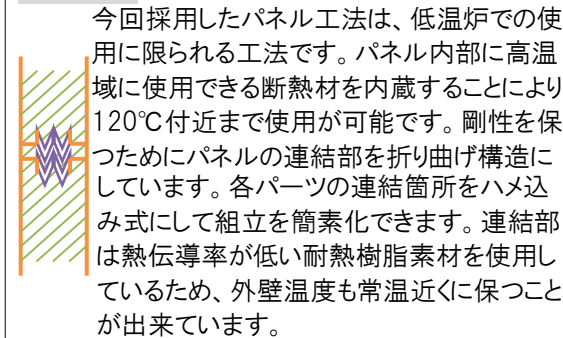 今回採用したパネル工法は、低温炉での使
用に限られる工法です。パネル内部に高温
域に使用できる断熱材を内蔵することにより
120℃付近まで使用が可能です。剛性を保
つためにパネルの連結部を折り曲げ構造に
しています。各パーツの連結箇所をハメ込
み式にして組立を簡素化できます。連結部
は熱伝導率が低い耐熱樹脂素材を使用し
ているため、外壁温度も常温近くに保つこと
が出来ています。